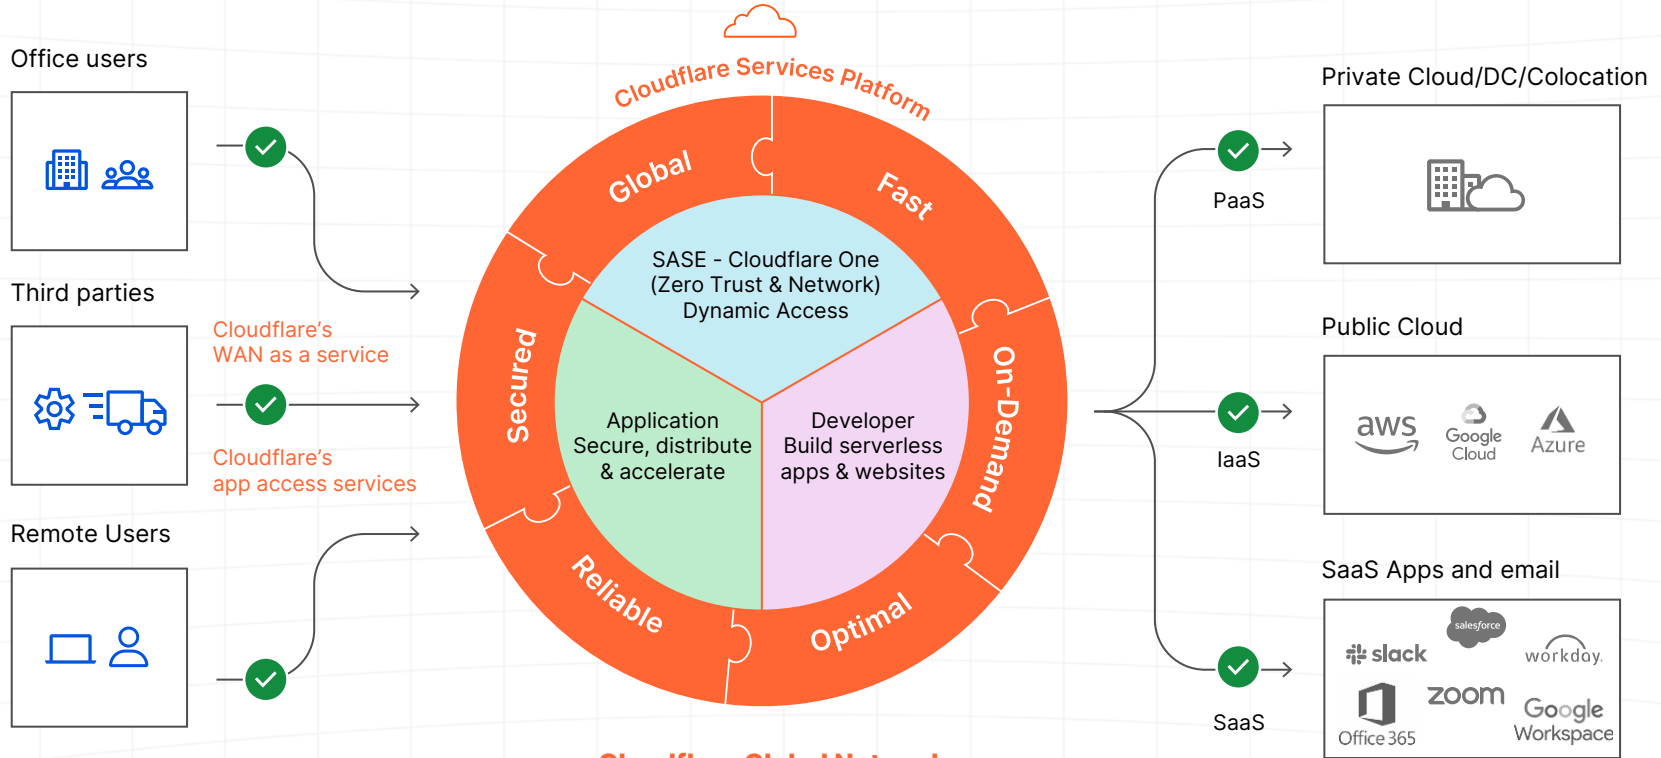 Cloudflare Services Platform
Office users
Third parties
Cloudflare's
WAN as a service
Cloudflare's
app access services
Remote Users
Global
Fast
On-Demand
Optimal
Reliable
Secured
SASE - Cloudflare One
(Zero Trust & Network)
Dynamic Access
Application
Secure, distribute
& accelerate
Developer
Build serverless
apps & websites
Cloudflare Global Network
PaaS
IaaS
SaaS
Private Cloud/DC/Colocation
Public Cloud
aws
Google
Cloud
Azure
SaaS Apps and email
slack
salesforce
workday.
Office 365
zoom
Google
Workspace